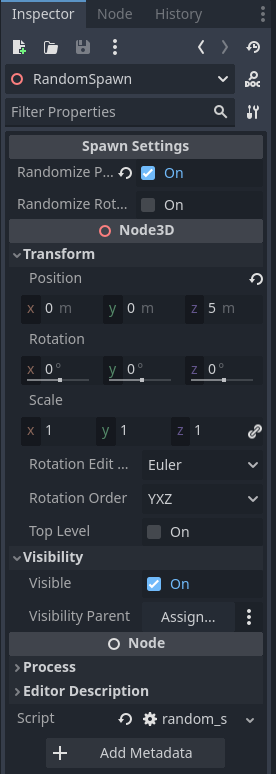 Inspector Node History
RandomSpawn DOC
Filter Properties
Spawn Settings
Randomize P... On
Randomize Rot... On
Node3D
Transform
Position
x 0 m y 0 m z 5 m
Rotation
x 0 ° y 0 ° z 0 °
Scale
x 1 y 1 z 1
Rotation Edit ... Euler
Rotation Order YXZ
Top Level On
Visibility
Visible On
Visibility Parent Assign...
Node
Process
Editor Description
Script random_s
Add Metadata